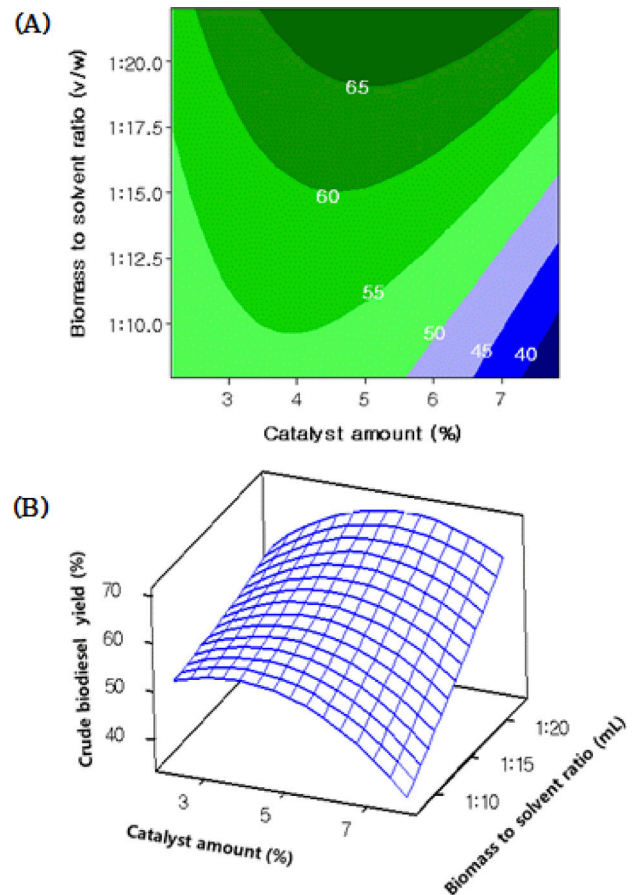 (A)
Biomass to solvent ratio (v/w)
1:20.0
1:17.5
1:15.0
1:12.5
1:10.0
65
60
55
50
45
40
3 4 5 6 7
Catalyst amount (%)
(B)
Crude biodiesel yield (%)
70
60
50
40
3
5
7
Catalyst amount (%)
1:20
1:15
1:10
Biomass to solvent ratio (mL)